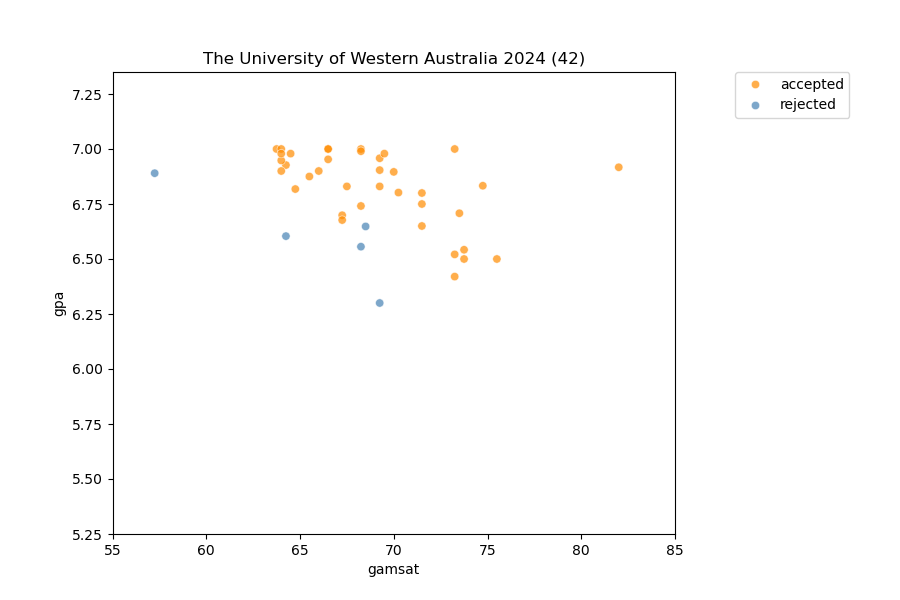 The University of Western Australia 2024 (42)
accepted
rejected
7.25
7.00
6.75
6.50
6.25
6.00
5.75
5.50
5.25
gpa
55 60 65 70 75 80 85
gamsat